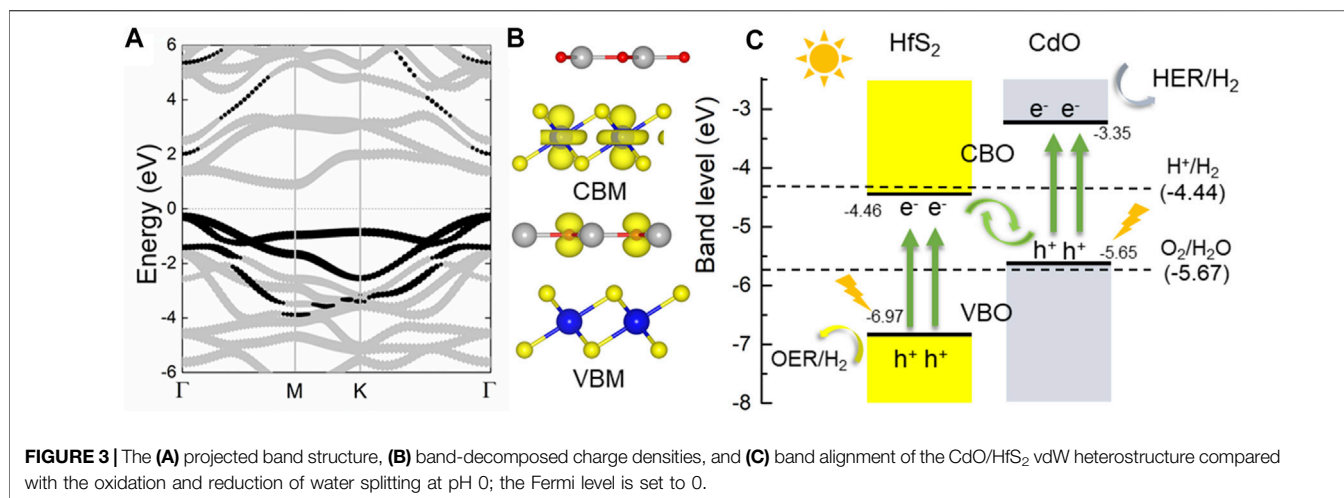 A
6
4
2
0
-2
-4
-6
Energy (eV)
Γ
M
K
Γ
B
CBM
VBM
C
HfS₂
CdO
HER/H₂
-3
-4
-5
-6
-7
-8
Band level (eV)
e⁻ e⁻
-3.35
CBO
H⁺/H₂
(-4.44)
-4.46
e⁻ e⁻
h⁺ h⁺
-5.65
O₂/H₂O
(-5.67)
-6.97
VBO
OER/H₂
h⁺ h⁺
FIGURE 3 | The (A) projected band structure, (B) band-decomposed charge densities, and (C) band alignment of the CdO/HfS₂ vdW heterostructure compared
with the oxidation and reduction of water splitting at pH 0; the Fermi level is set to 0.